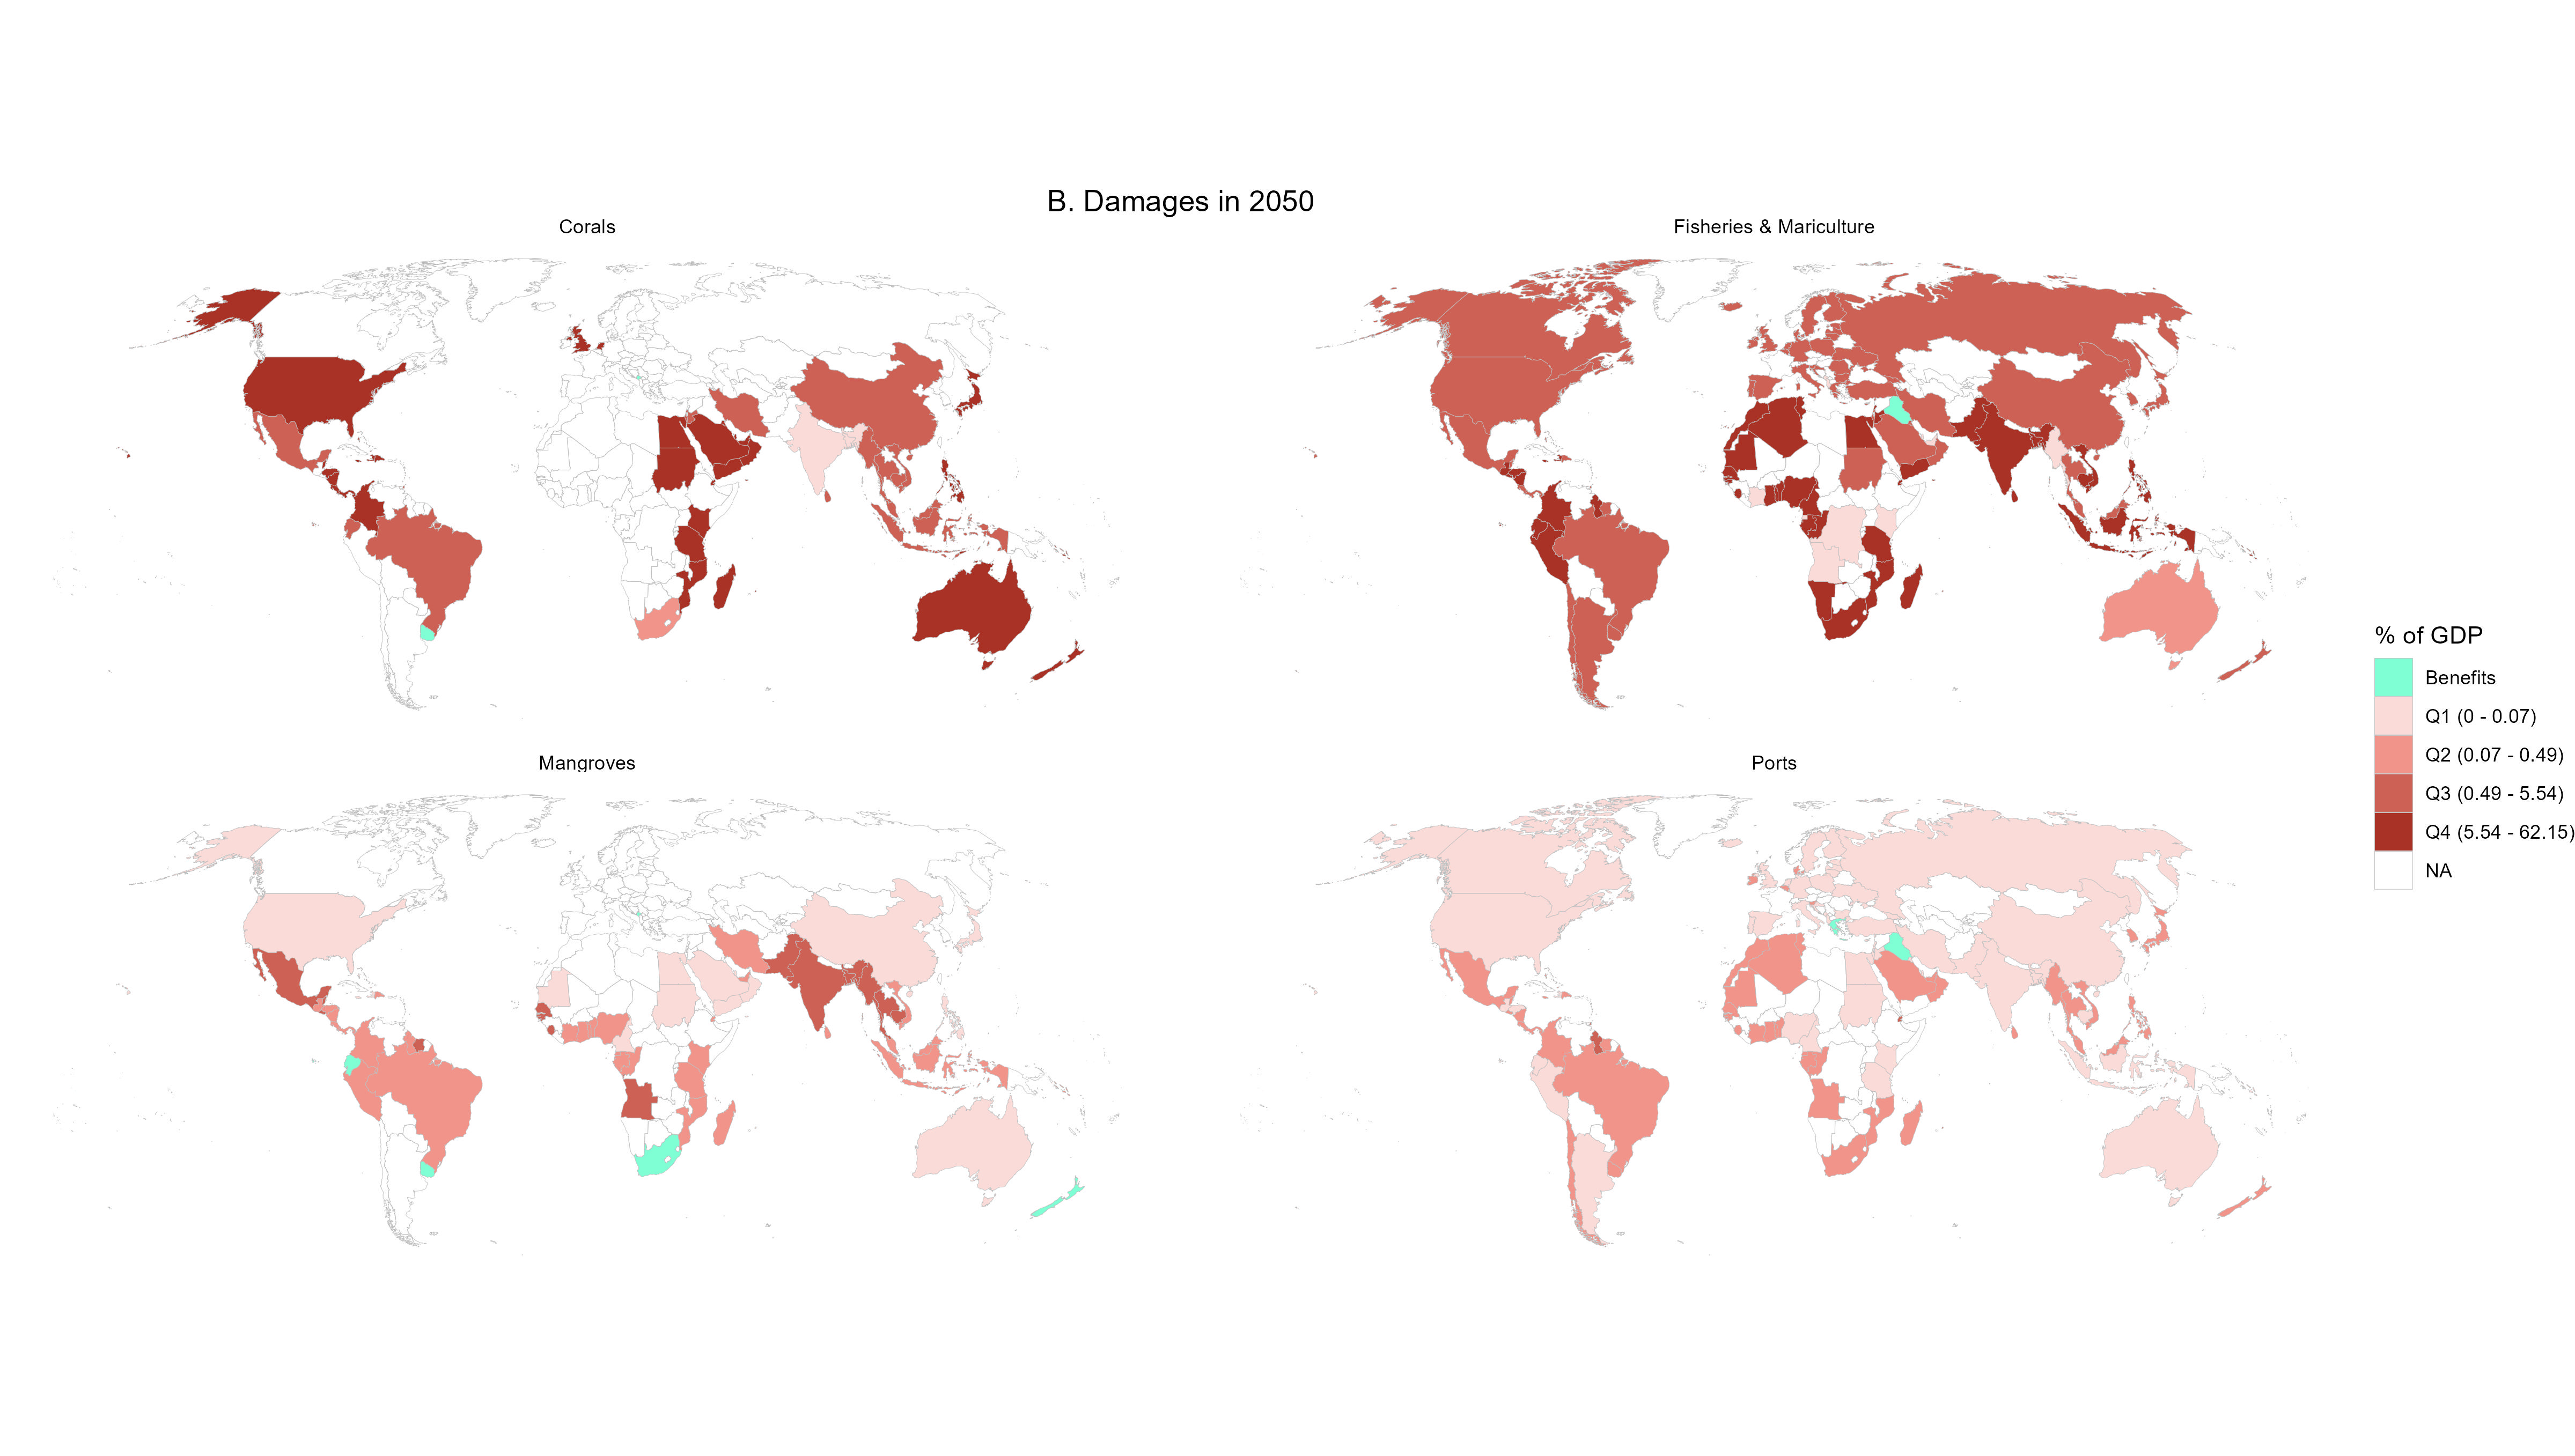 B. Damages in 2050
Corals
Fisheries & Mariculture
Mangroves
Ports
% of GDP
Benefits
Q1 (0 - 0.07)
Q2 (0.07 - 0.49)
Q3 (0.49 - 5.54)
Q4 (5.54 - 62.15)
NA